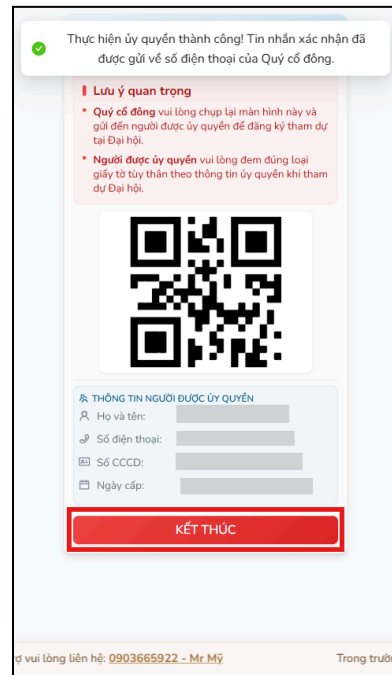 Thực hiện ủy quyền thành công! Tin nhắn xác nhận đã
được gửi về số điện thoại của Quý cổ đông.
Lưu ý quan trọng
* Quý cổ đông vui lòng chụp lại màn hình này và
gửi đến người được ủy quyền để đăng ký tham dự
tại Đại hội.
* Người được ủy quyền vui lòng đem đúng loại
giấy tờ tùy thân theo thông tin ủy quyền khi tham
dự Đại hội.
THÔNG TIN NGƯỜI ĐƯỢC ỦY QUYỀN
Họ và tên:
Số điện thoại:
Số CCCD:
Ngày cấp:
KẾT THÚC
vui lòng liên hệ: 0903665922 - Mr Mỹ Trong